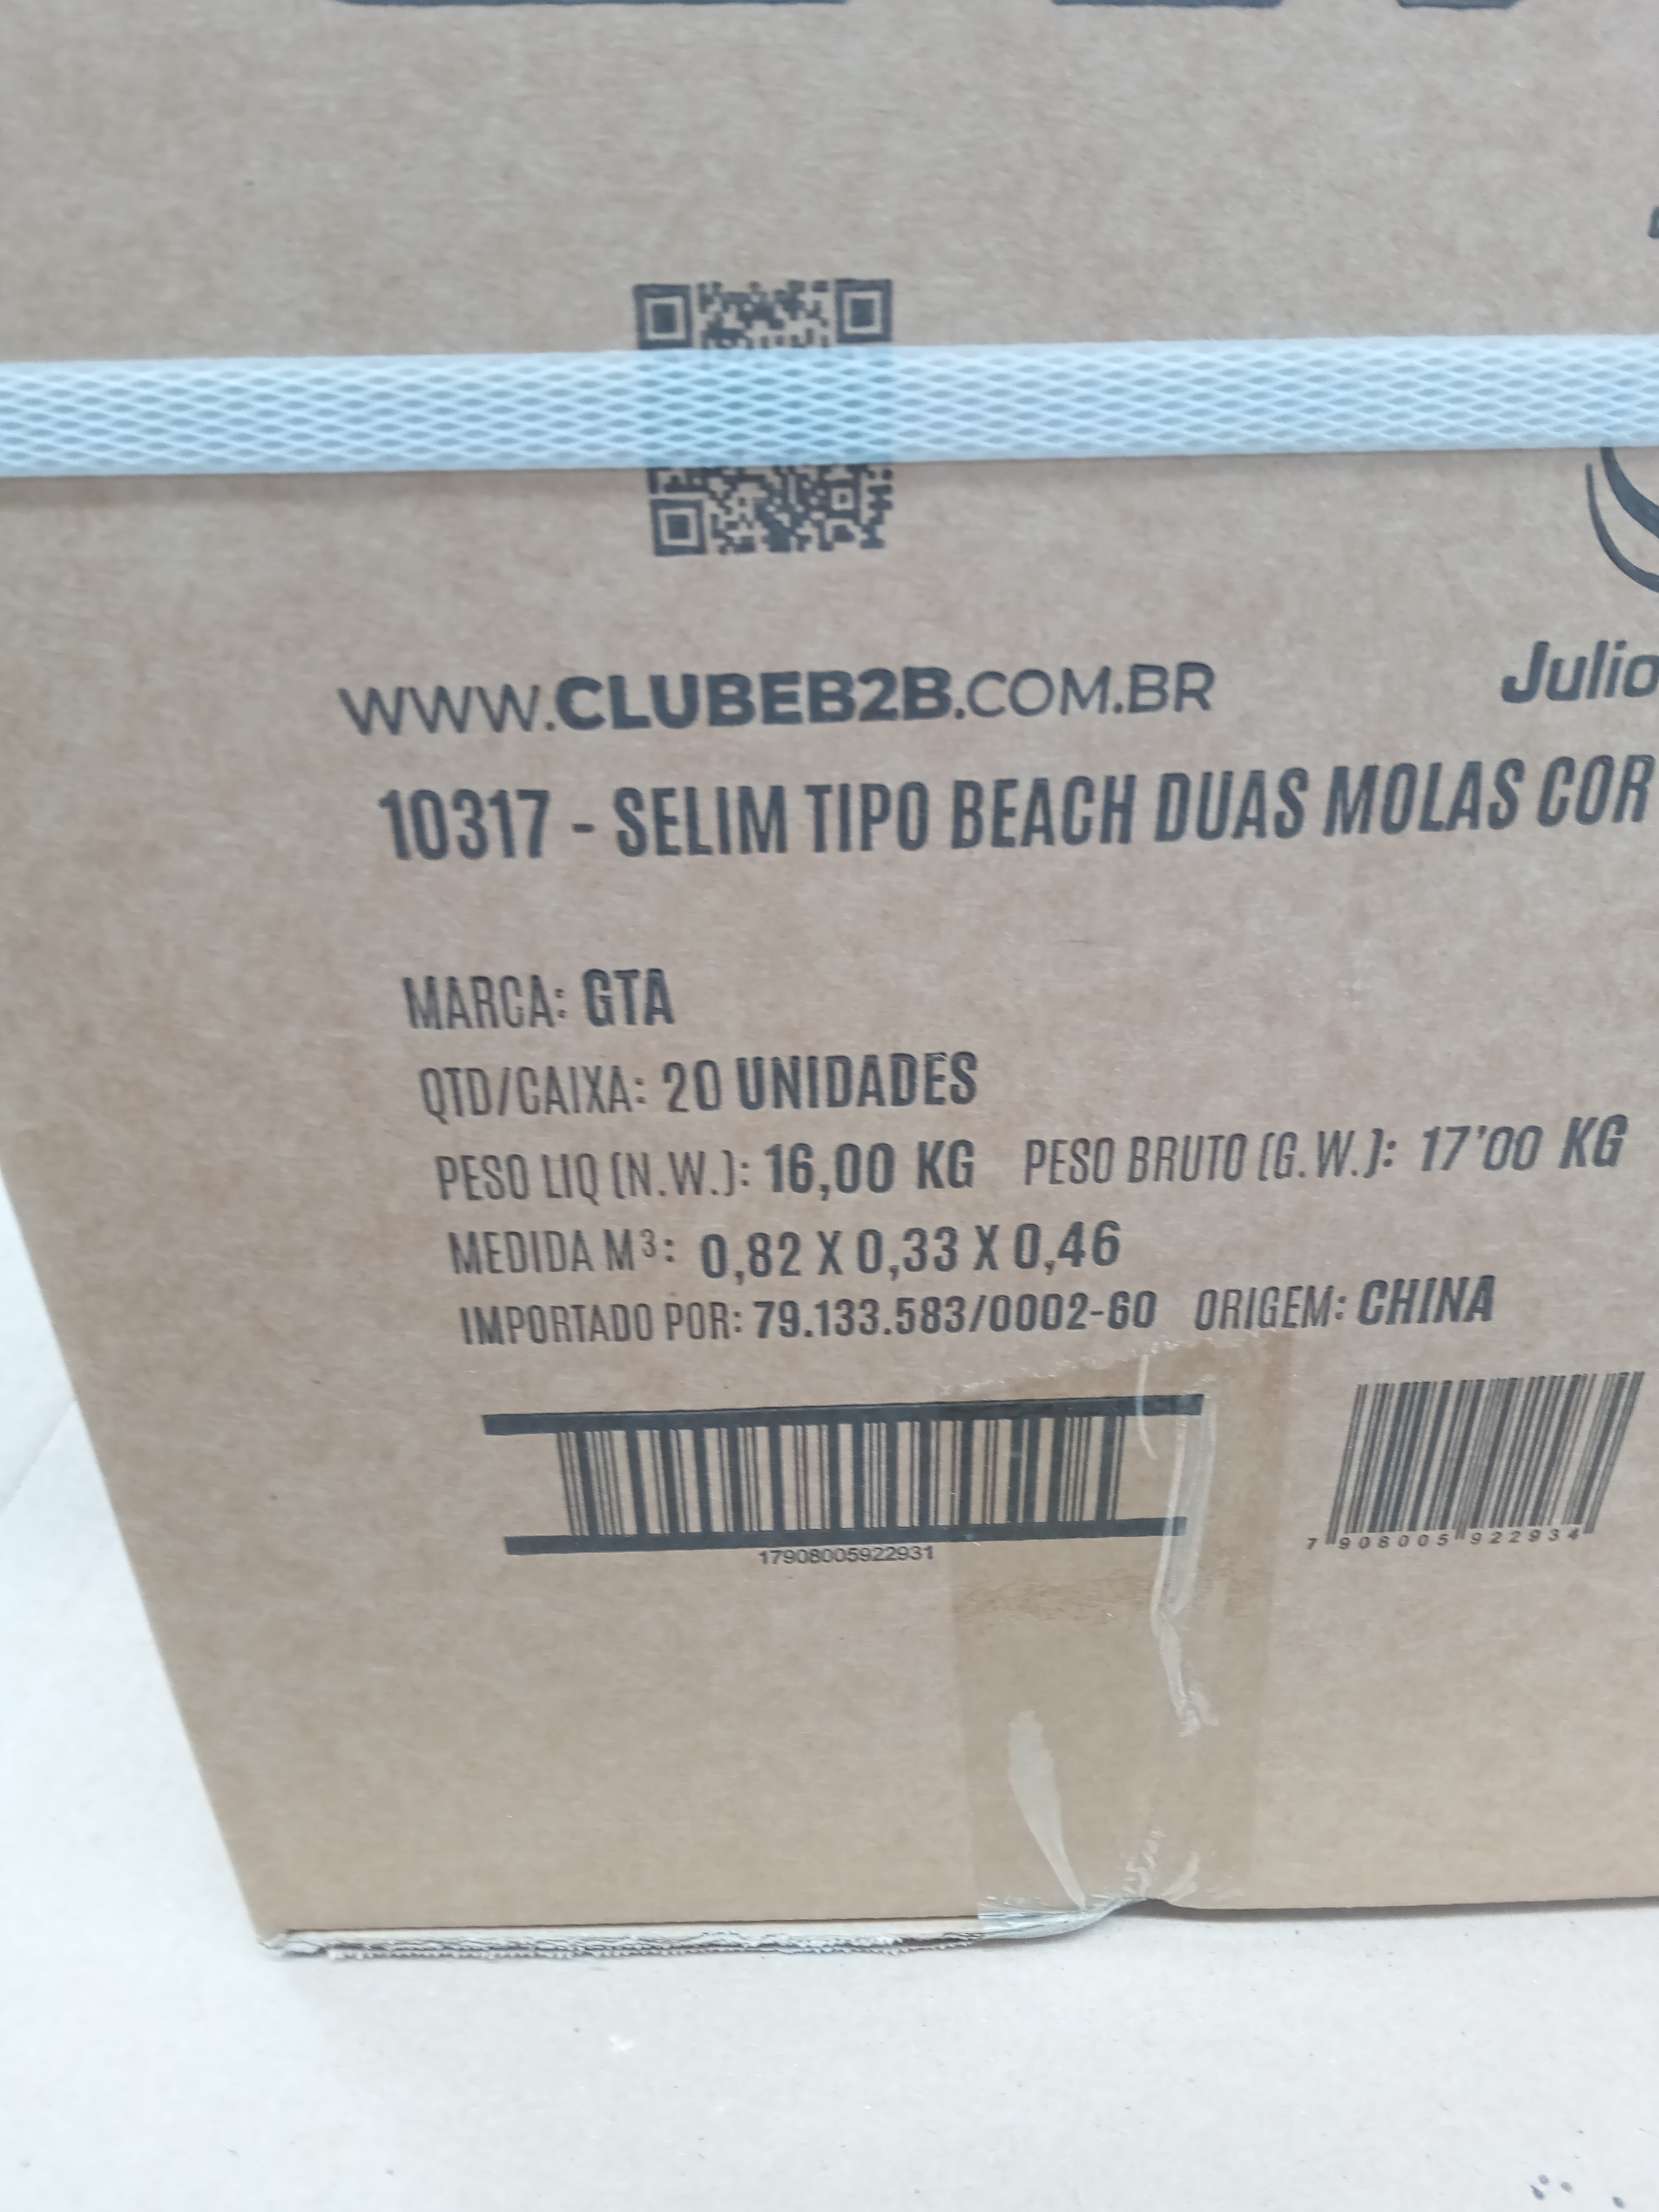 WWW.CLUBEB2B.COM.BR
Julio
10317 - SELIM TIPO BEACH DUAS MOLAS COR
MARCA: GTA
QTD/CAIXA: 20 UNIDADES
PESO LIQ (N.W.): 16,00 KG PESO BRUTO (G.W.): 17'00 KG
MEDIDA M³: 0,82 X 0,33 X 0,46
IMPORTADO POR: 79.133.583/0002-60 ORIGEM: CHINA
17908005922931
7 908005 922934